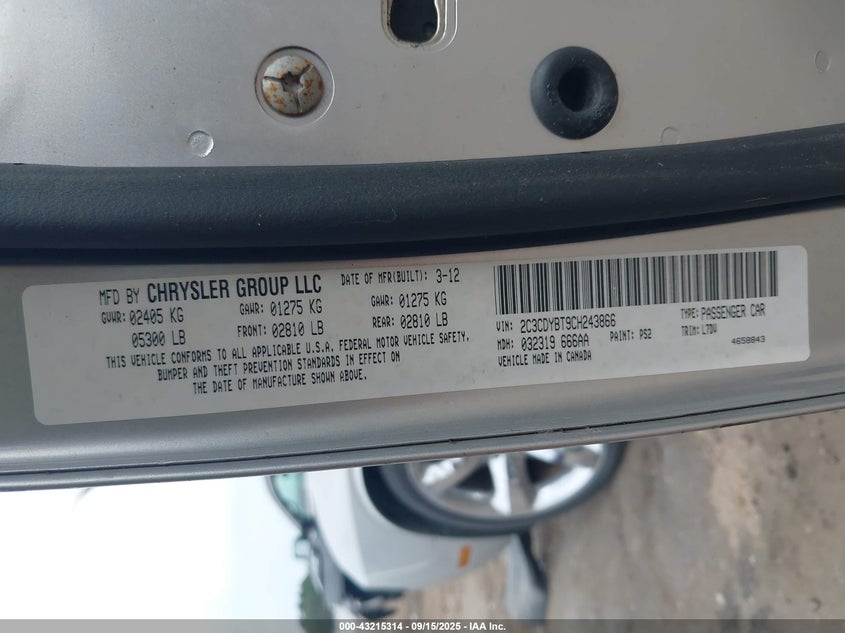 MFD BY CHRYSLER GROUP LLC DATE OF MFR(BUILT): 3-12
GVWR: 02405 KG GAWR: 01275 KG GAWR: 01275 KG
05300 LB FRONT: 02810 LB REAR: 02810 LB
THIS VEHICLE CONFORMS TO ALL APPLICABLE U.S.A. FEDERAL MOTOR VEHICLE SAFETY,
BUMPER AND THEFT PREVENTION STANDARDS IN EFFECT ON
THE DATE OF MANUFACTURE SHOWN ABOVE.
VIN: 2C3CDYBT9CH243866 TYPE: PASSENGER CAR
MDH: 032319 666AA PAINT: PS2 TRIM: L7DV
VEHICLE MADE IN CANADA 4658843
000-43215314 - 09/15/2025 - IAA Inc.